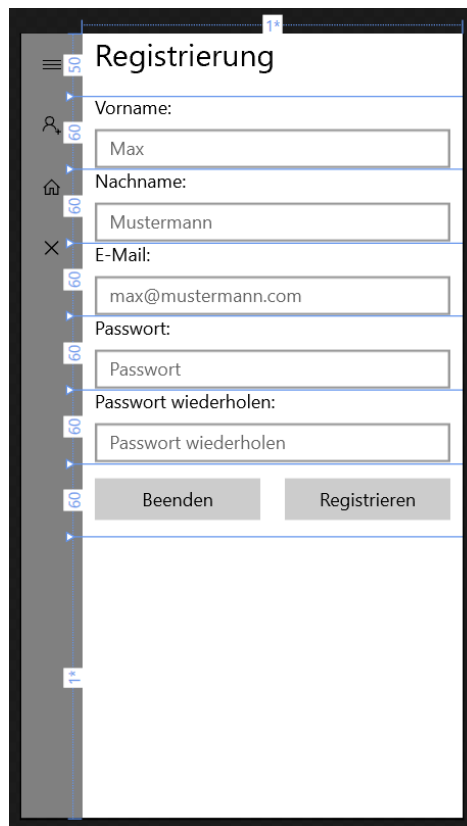 1*
50
Registrierung
60
Vorname:
Max
60
Nachname:
Mustermann
60
E-Mail:
max@mustermann.com
60
Passwort:
Passwort
60
Passwort wiederholen:
Passwort wiederholen
60
Beenden Registrieren
1*